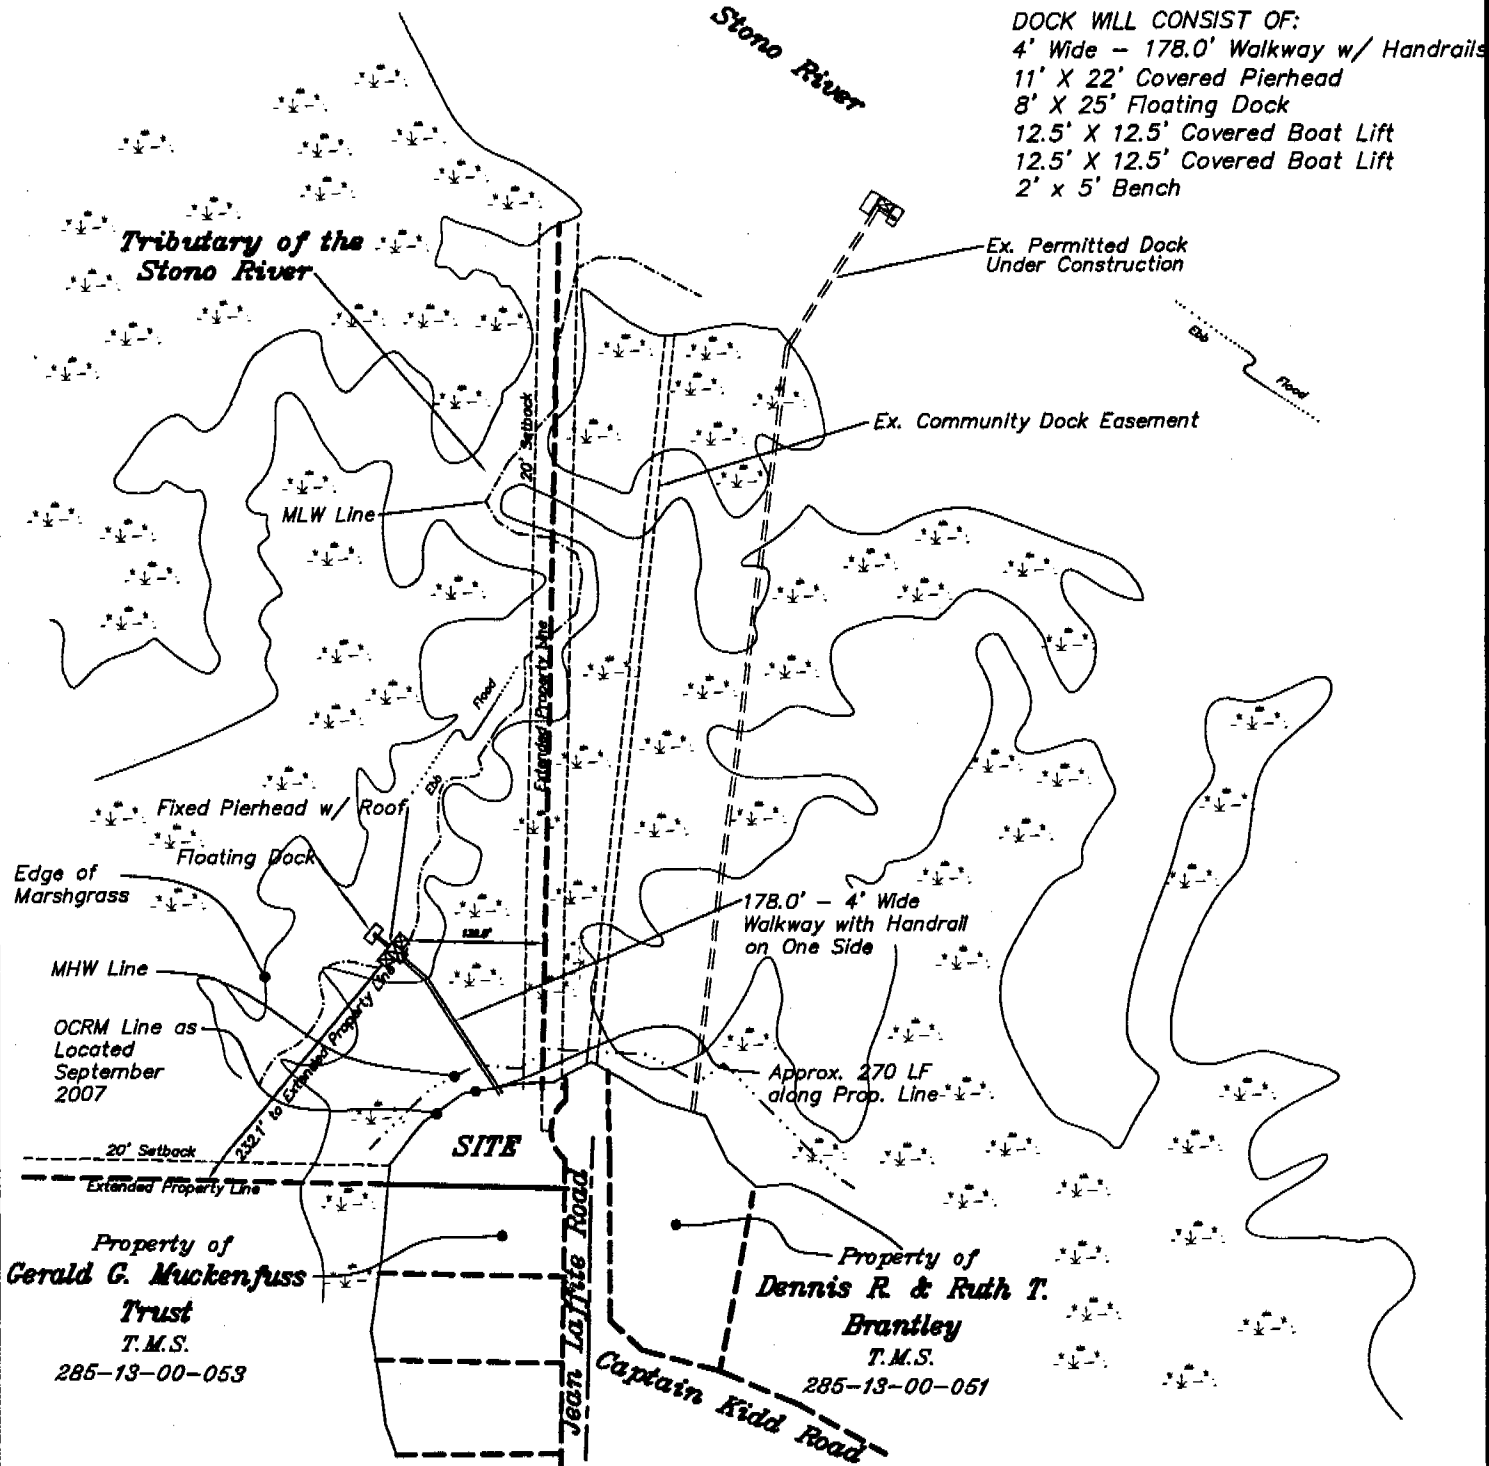 Stono River
DOCK WILL CONSIST OF:
4' Wide – 178.0' Walkway w/ Handrails
11' X 22' Covered Pierhead
8' X 25' Floating Dock
12.5' X 12.5' Covered Boat Lift
12.5' X 12.5' Covered Boat Lift
2' x 5' Bench
Tributary of the
Stono River
Ex. Permitted Dock
Under Construction
Ebb
Flood
20' Setback
Ex. Community Dock Easement
MLW Line
Extended Property Line
Flood
Ebb
Fixed Pierhead w/ Roof
Floating Dock
Edge of
Marshgrass
178.0' – 4' Wide
Walkway with Handrail
on One Side
MHW Line
OCRM Line as
Located
September
2007
232.1' to Extended Property Line
Approx. 270 LF
along Prop. Line
SITE
20' Setback
Extended Property Line
Jean Laffite Road
Property of
Gerald G. Muckenfuss
Trust
T.M.S.
285-13-00-053
Property of
Dennis R. & Ruth T.
Brantley
T.M.S.
285-13-00-051
Captain Kidd Road